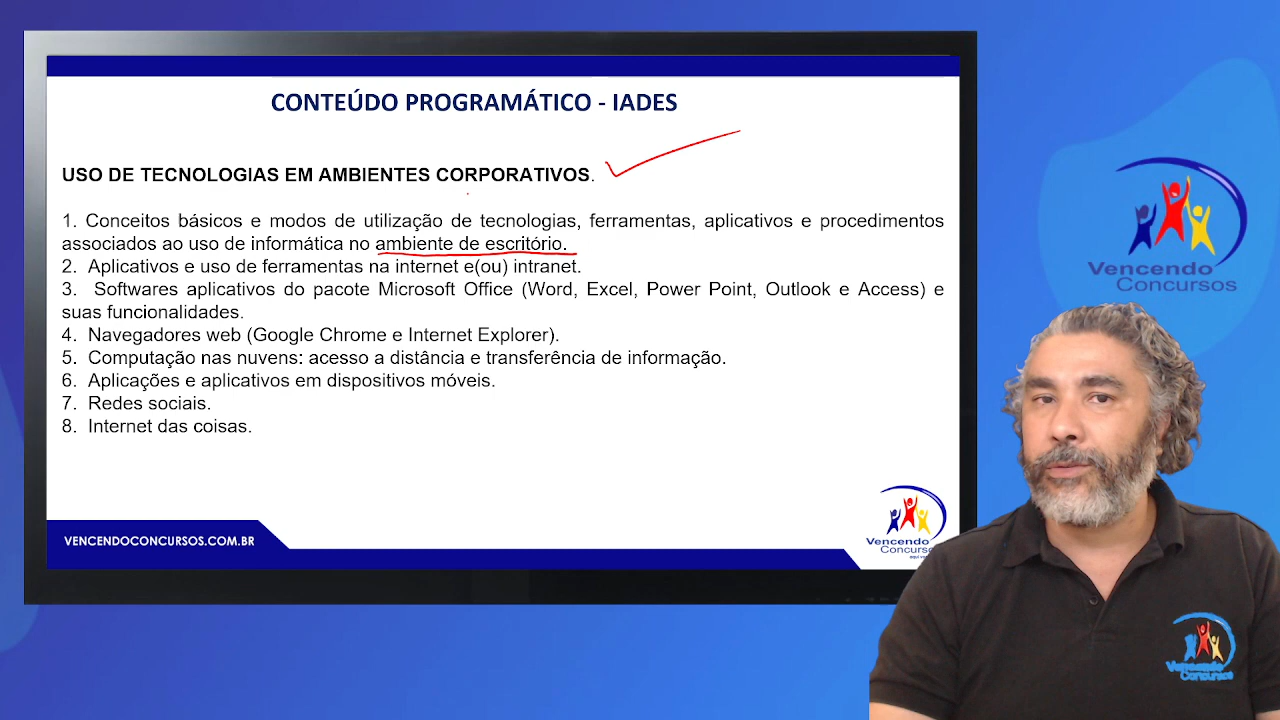 CONTEÚDO PROGRAMÁTICO - IADES
USO DE TECNOLOGIAS EM AMBIENTES CORPORATIVOS.
1. Conceitos básicos e modos de utilização de tecnologias, ferramentas, aplicativos e procedimentos
associados ao uso de informática no ambiente de escritório.
2. Aplicativos e uso de ferramentas na internet e(ou) intranet.
3. Softwares aplicativos do pacote Microsoft Office (Word, Excel, Power Point, Outlook e Access) e
suas funcionalidades.
4. Navegadores web (Google Chrome e Internet Explorer).
5. Computação nas nuvens: acesso a distância e transferência de informação.
6. Aplicações e aplicativos em dispositivos móveis.
7. Redes sociais.
8. Internet das coisas.
VENCENDOCONCURSOS.COM.BR
Vencendo
Concurs
Vencendo
Concursos
Vencendo
Concursos